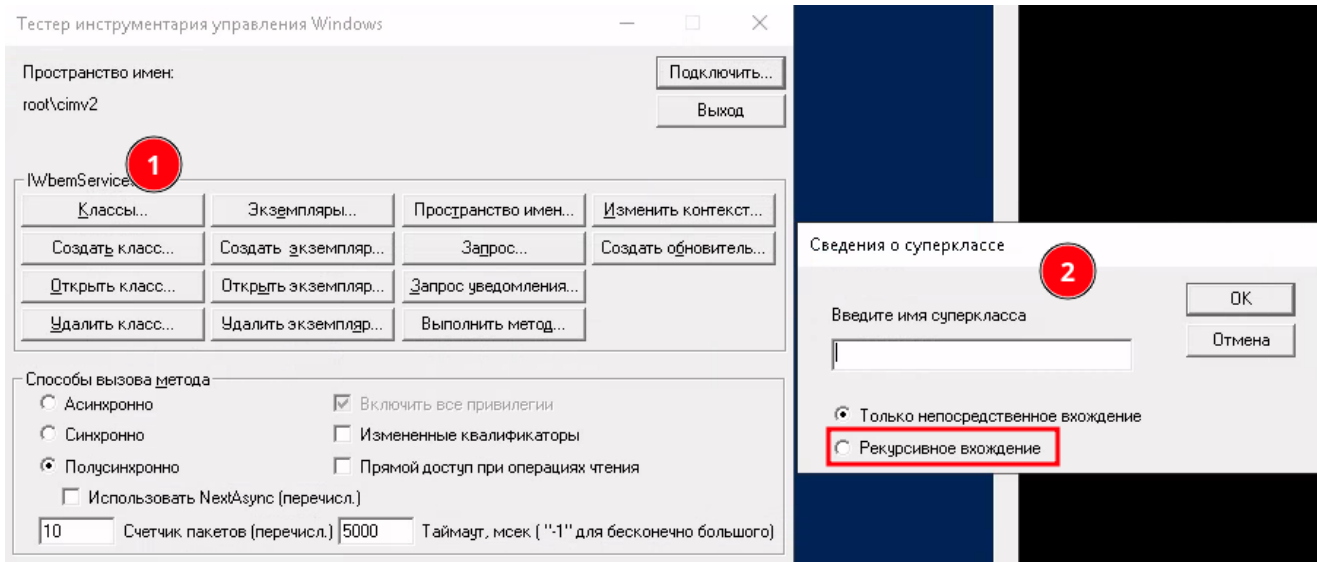 Тестер инструментария управления Windows
Пространство имен:
Подключить...
root\cimv2
Выход
1
IWbemService
Классы...
Экземпляры...
Пространство имен...
Изменить контекст...
Создать класс...
Создать экземпляр...
Запрос...
Создать обновитель...
Открыть класс...
Открыть экземпляр...
Запрос уведомления...
Удалить класс...
Удалить экземпляр...
Выполнить метод...
Способы вызова метода
Асинхронно
Включить все привилегии
Синхронно
Измененные квалификаторы
Полусинхронно
Прямой доступ при операциях чтения
Использовать NextAsync (перечисл.)
10
Счетчик пакетов (перечисл.)
5000
Таймаут, мсек ( "-1" для бесконечно большого)
Сведения о суперклассе
2
OK
Введите имя суперкласса
Отмена
Только непосредственное вхождение
Рекурсивное вхождение